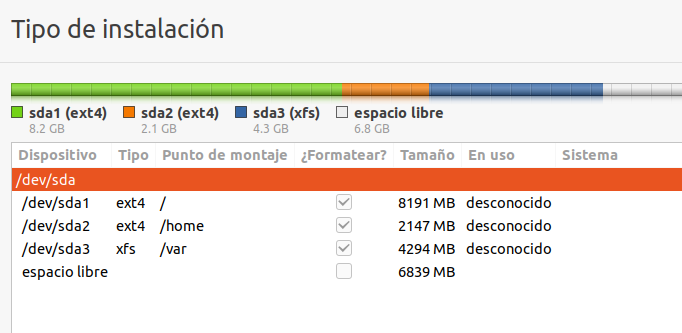 Tipo de instalación
sda1 (ext4) sda2 (ext4) sda3 (xfs) espacio libre
8.2 GB 2.1 GB 4.3 GB 6.8 GB
Dispositivo Tipo Punto de montaje ¿Formatear? Tamaño En uso Sistema
/dev/sda
/dev/sda1 ext4 / 8191 MB desconocido
/dev/sda2 ext4 /home 2147 MB desconocido
/dev/sda3 xfs /var 4294 MB desconocido
espacio libre 6839 MB